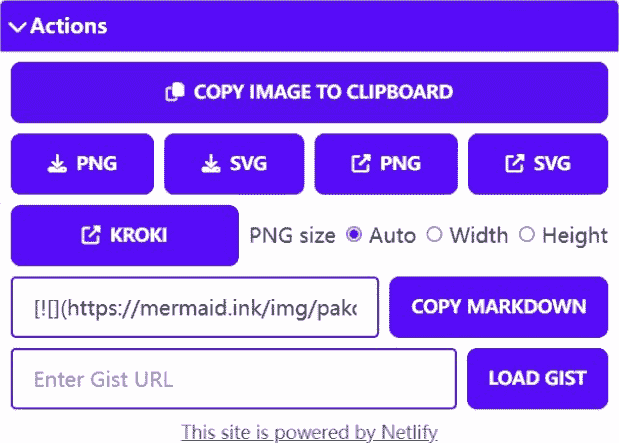 Actions
COPY IMAGE TO CLIPBOARD
PNG SVG PNG SVG
KROKI PNG size Auto Width Height
[![](https://mermaid.ink/img/pako COPY MARKDOWN
Enter Gist URL LOAD GIST
This site is powered by Netlify